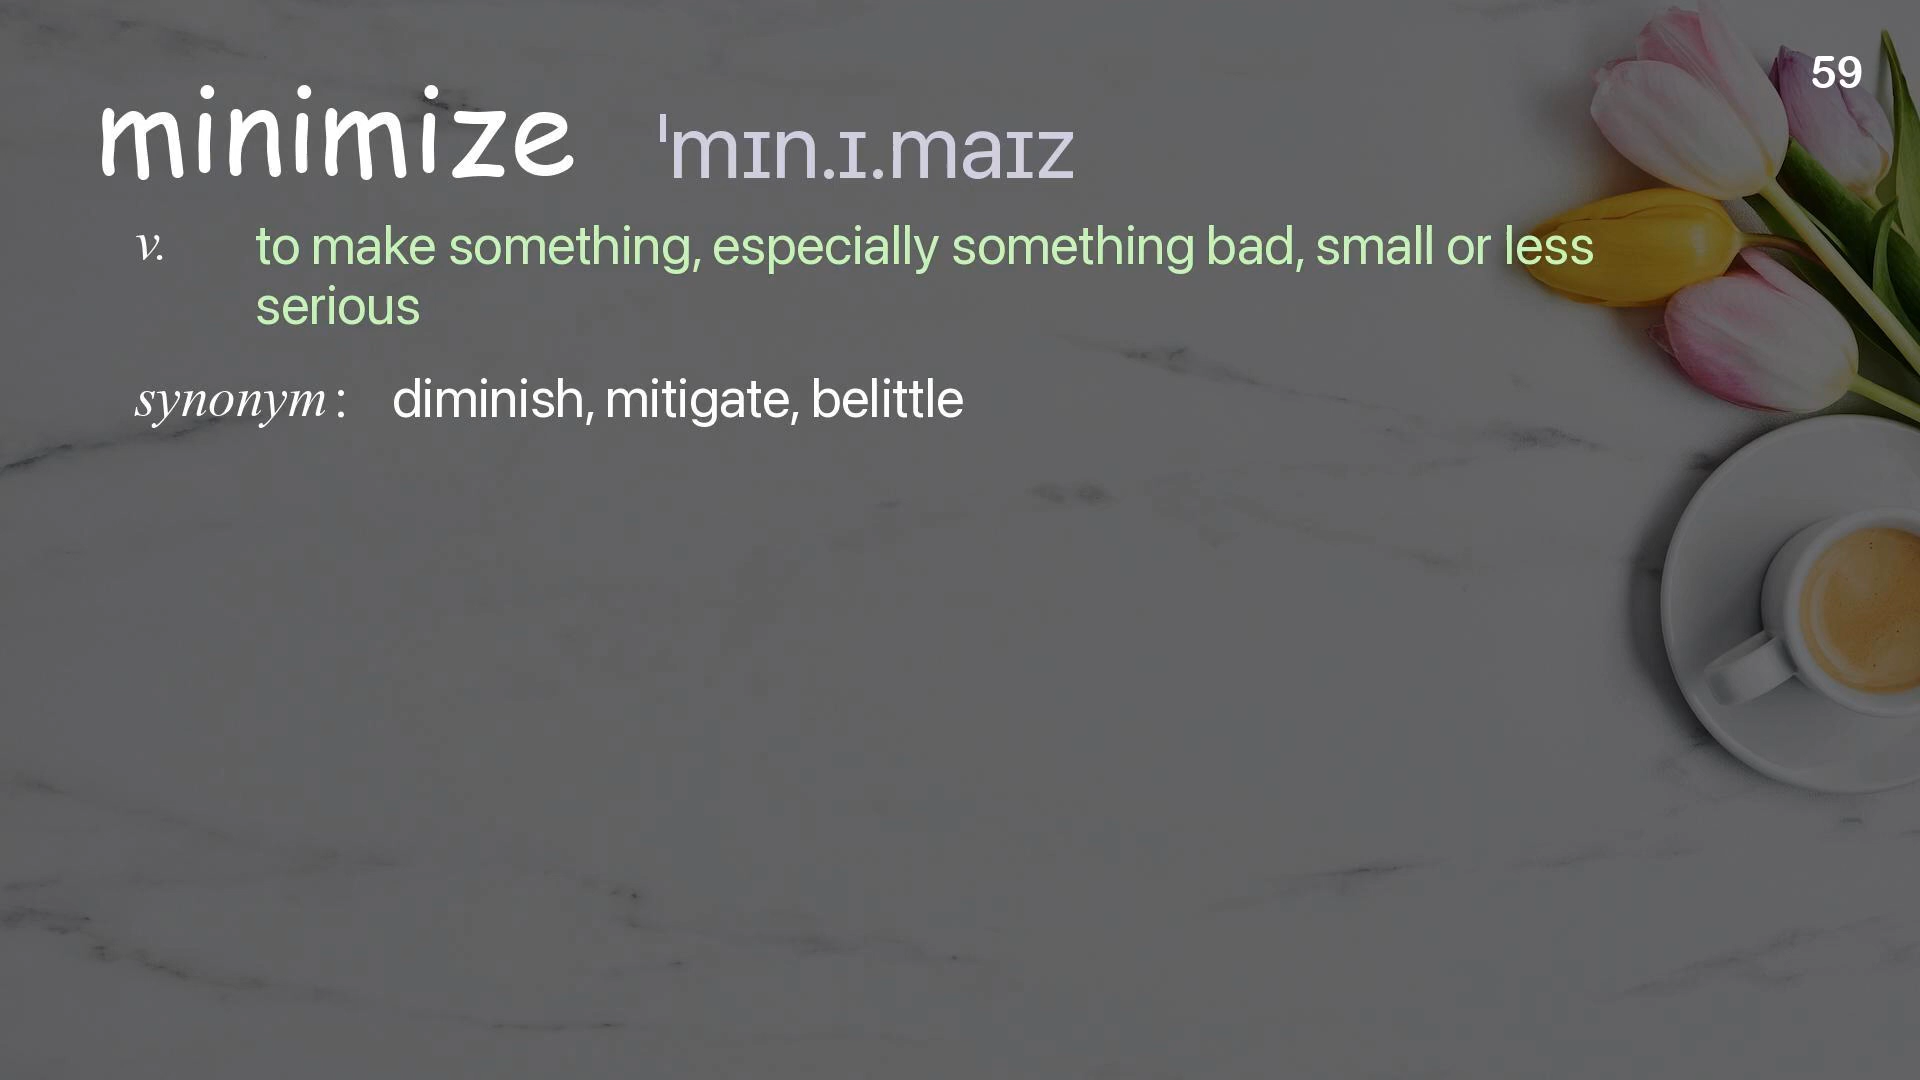 59
minimize ˈmɪn.ɪ.maɪz
v. to make something, especially something bad, small or less
serious
synonym : diminish, mitigate, belittle